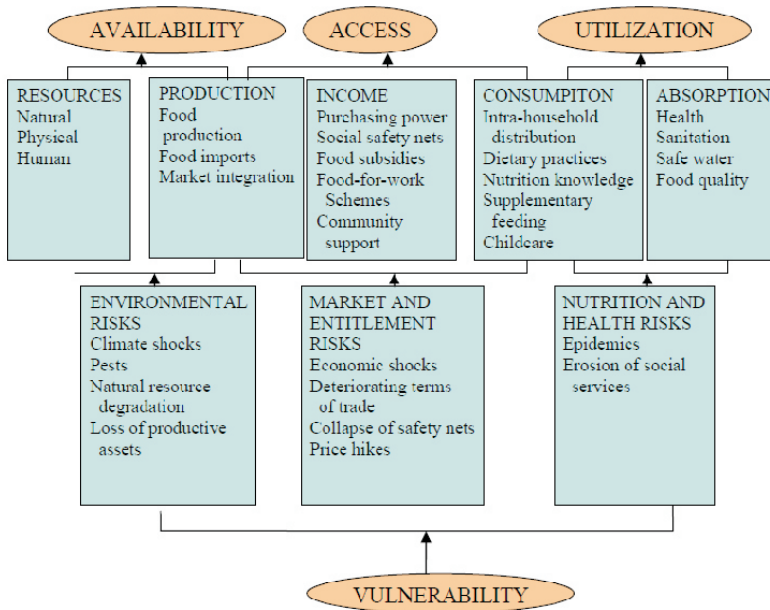 AVAILABILITY
ACCESS
UTILIZATION
RESOURCES
Natural
Physical
Human
PRODUCTION
Food
production
Food imports
Market integration
INCOME
Purchasing power
Social safety nets
Food subsidies
Food-for-work
Schemes
Community
support
CONSUMPITON
Intra-household
distribution
Dietary practices
Nutrition knowledge
Supplementary
feeding
Childcare
ABSORPTION
Health
Sanitation
Safe water
Food quality
ENVIRONMENTAL
RISKS
Climate shocks
Pests
Natural resource
degradation
Loss of productive
assets
MARKET AND
ENTITLEMENT
RISKS
Economic shocks
Deteriorating terms
of trade
Collapse of safety nets
Price hikes
NUTRITION AND
HEALTH RISKS
Epidemics
Erosion of social
services
VULNERABILITY